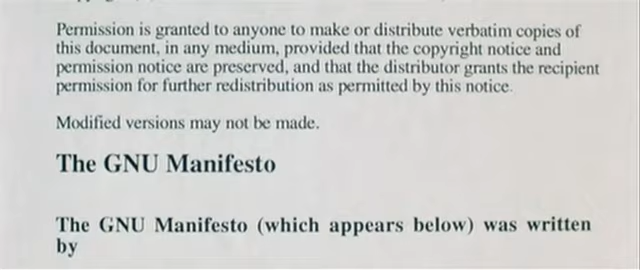 Permission is granted to anyone to make or distribute verbatim copies of
this document, in any medium, provided that the copyright notice and
permission notice are preserved, and that the distributor grants the recipient
permission for further redistribution as permitted by this notice.
Modified versions may not be made.
The GNU Manifesto
The GNU Manifesto (which appears below) was written
by